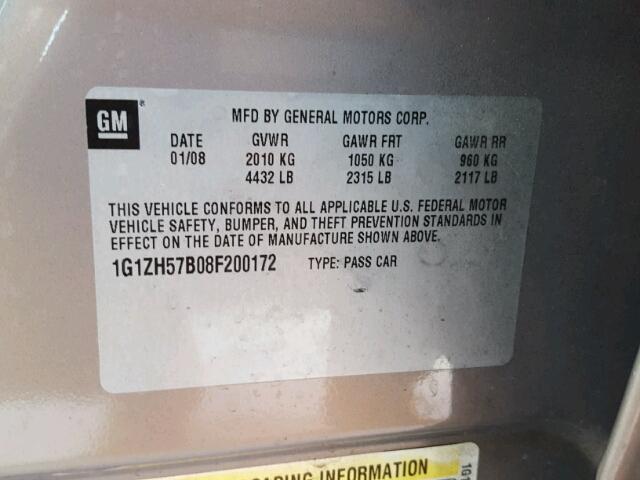 GM
MFD BY GENERAL MOTORS CORP.
DATE GVWR GAWR FRT GAWR RR
01/08 2010 KG 1050 KG 960 KG
4432 LB 2315 LB 2117 LB
THIS VEHICLE CONFORMS TO ALL APPLICABLE U.S. FEDERAL MOTOR
VEHICLE SAFETY, BUMPER, AND THEFT PREVENTION STANDARDS IN
EFFECT ON THE DATE OF MANUFACTURE SHOWN ABOVE.
1G1ZH57B08F200172 TYPE: PASS CAR
INFORMATION